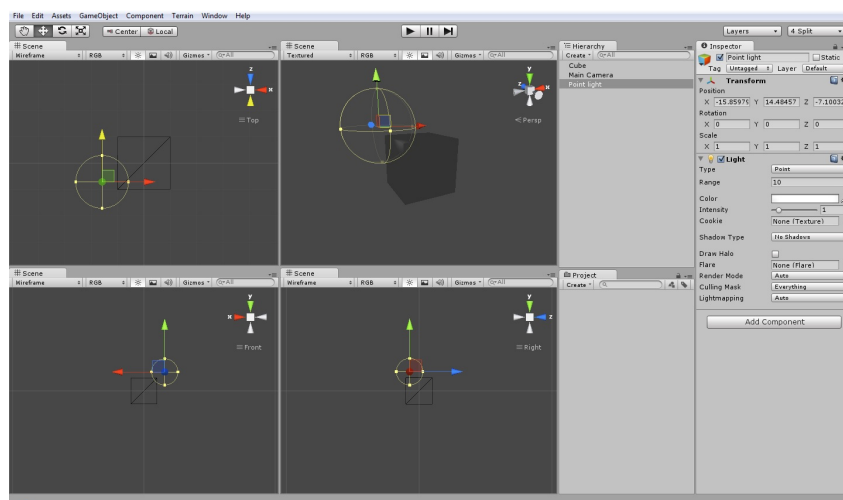 File Edit Assets GameObject Component Terrain Window Help
Center Local
Layers
4 Split
Scene
Wireframe RGB Gizmos All
z
x
Top
Scene
Textured RGB Gizmos All
y
x
Persp
Scene
Wireframe RGB Gizmos All
y
x
Front
Scene
Wireframe RGB Gizmos All
y
z
Right
Hierarchy
Create All
Cube
Main Camera
Point light
Project
Create
Inspector
Point light Static
Tag Untagged Layer Default
Transform
Position
X -15.85979 Y 14.48457 Z -7.10032
Rotation
X 0 Y 0 Z 0
Scale
X 1 Y 1 Z 1
Light
Type Point
Range 10
Color
Intensity 1
Cookie None (Texture)
Shadow Type No Shadows
Draw Halo
Flare None (Flare)
Render Mode Auto
Culling Mask Everything
Lightmapping Auto
Add Component